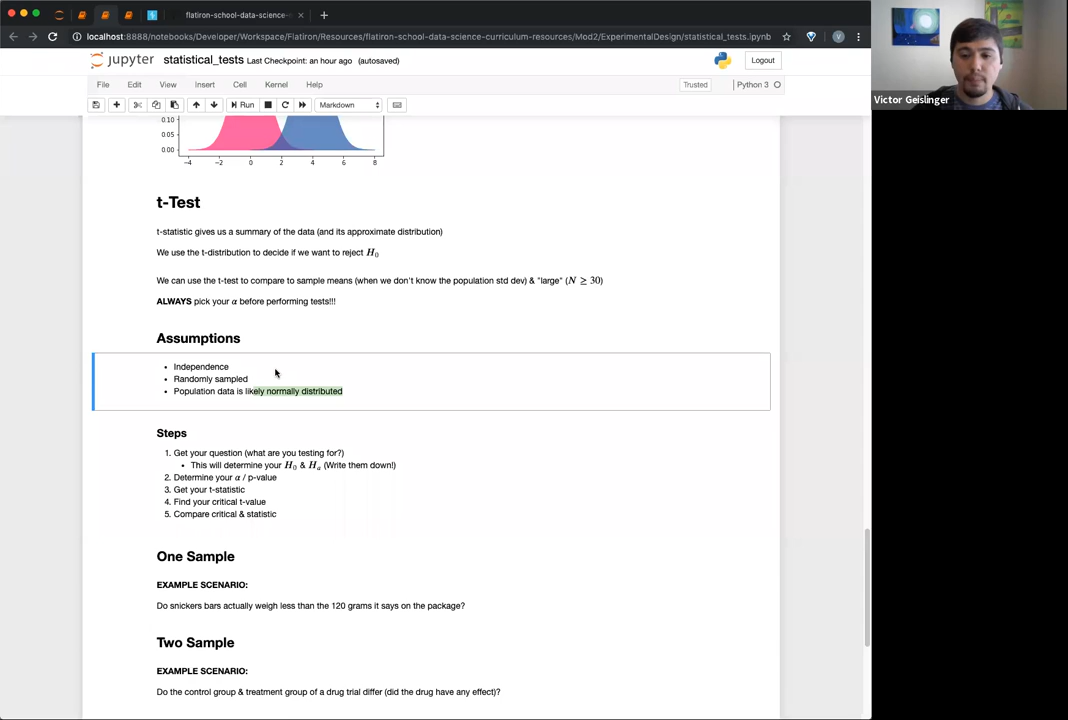 flatiron-school-data-science-
localhost:8888/notebooks/Developer/Workspace/Flatiron/Resources/flatiron-school-data-science-curriculum-resources/Mod2/ExperimentalDesign/statistical_tests.ipynb
Victor Geislinger
jupyter statistical_tests Last Checkpoint: an hour ago (autosaved)
Logout
File Edit View Insert Cell Kernel Help
Trusted
Python 3
Run
Markdown
0.10
0.05
0.00
−4 −2 0 2 4 6 8
t-Test
t-statistic gives us a summary of the data (and its approximate distribution)
We use the t-distribution to decide if we want to reject H₀
We can use the t-test to compare to sample means (when we don't know the population std dev) & "large" (N ≥ 30)
ALWAYS pick your α before performing tests!!!
Assumptions
• Independence
• Randomly sampled
• Population data is likely normally distributed
Steps
1. Get your question (what are you testing for?)
• This will determine your H₀ & Hₐ (Write them down!)
2. Determine your α / p-value
3. Get your t-statistic
4. Find your critical t-value
5. Compare critical & statistic
One Sample
EXAMPLE SCENARIO:
Do snickers bars actually weigh less than the 120 grams it says on the package?
Two Sample
EXAMPLE SCENARIO:
Do the control group & treatment group of a drug trial differ (did the drug have any effect)?